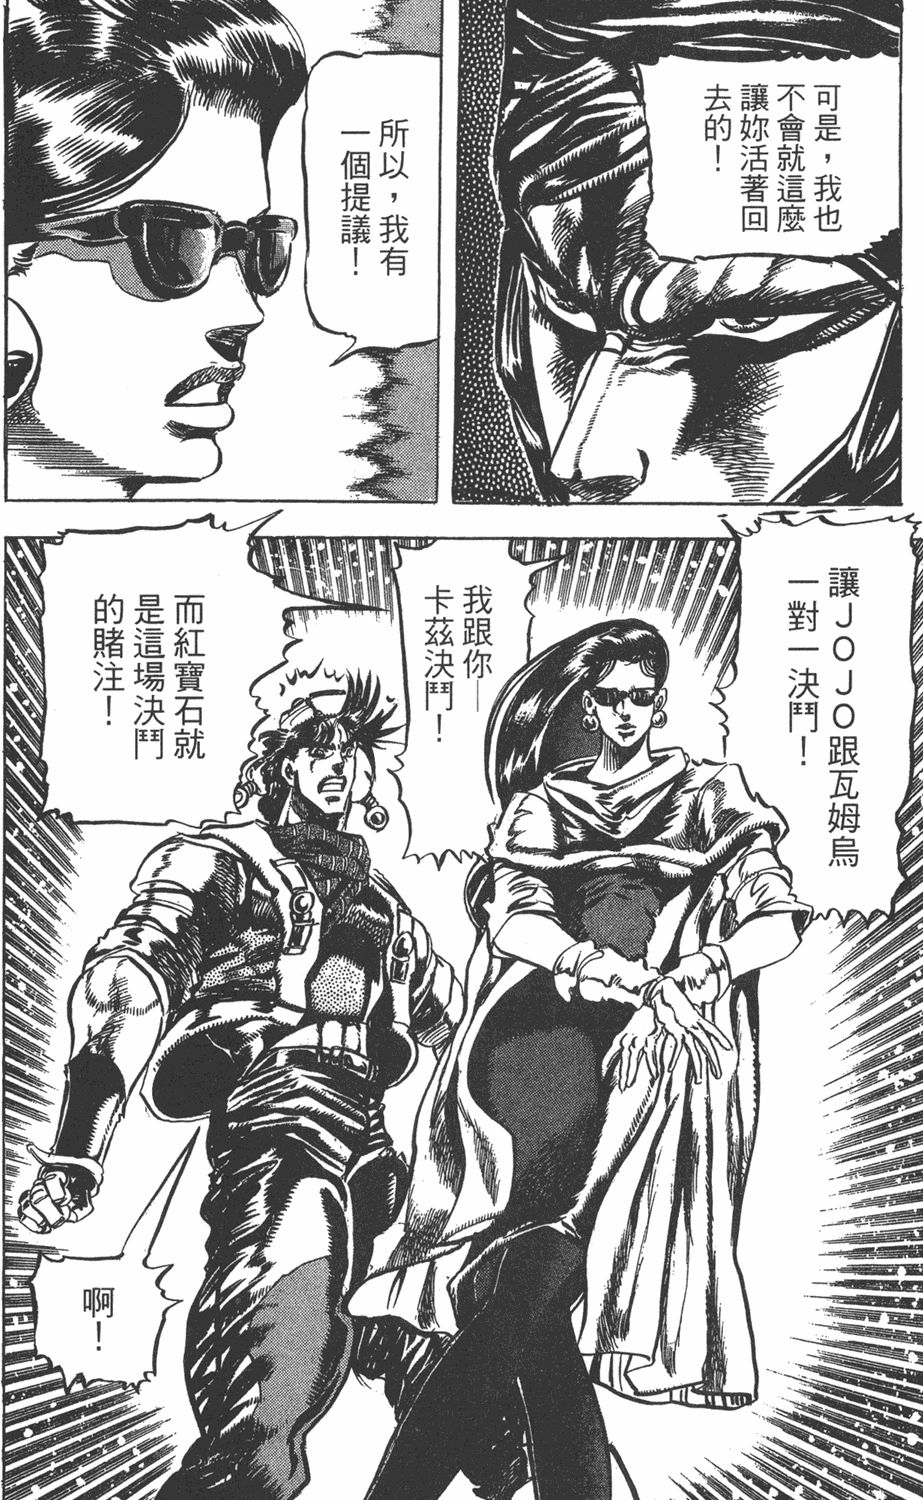 可是，我也
不會就這麼
讓妳活著回
去的！
所以，我有
一個提議！
讓JOJO跟瓦姆烏
一對一決鬥！
我跟你—
卡茲決鬥！
而紅寶石就
是這場決鬥
的賭注！
啊！